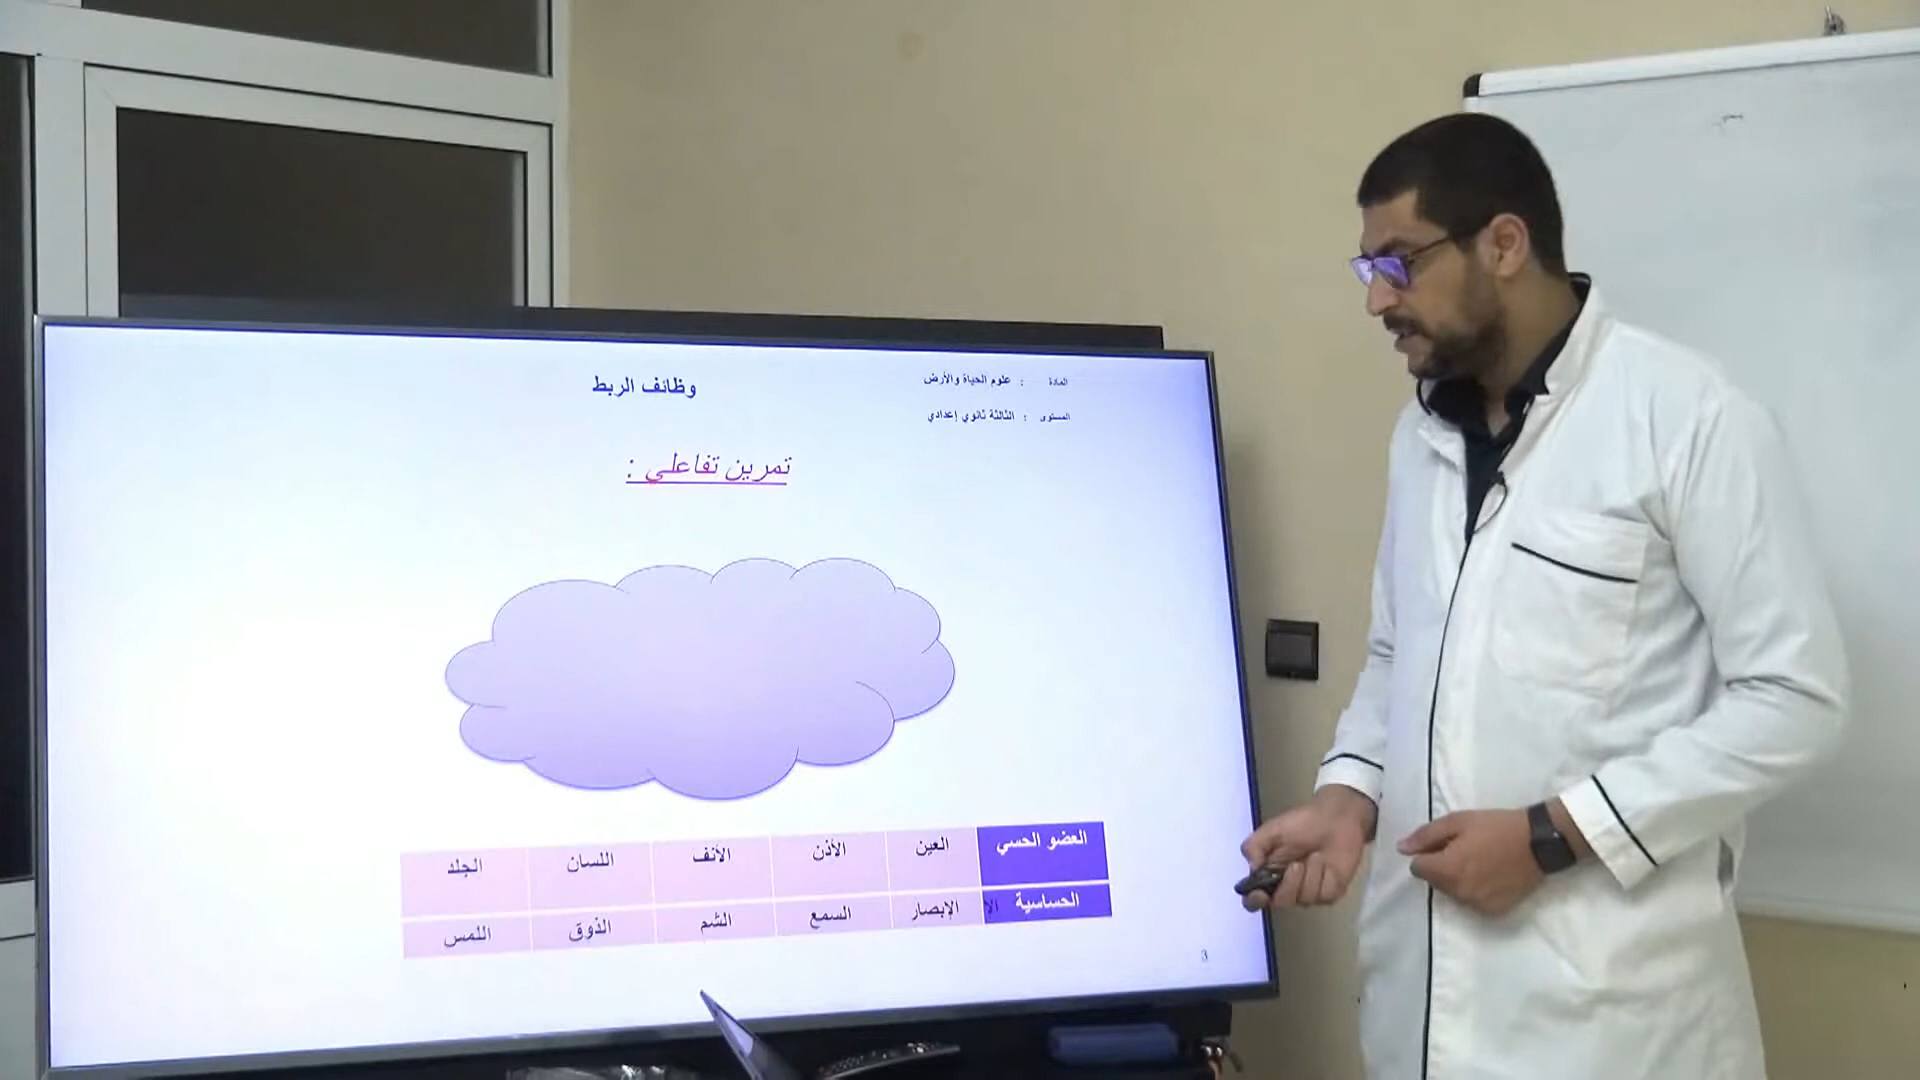 المادة : علوم الحياة والأرض
وظائف الربط
المستوى : الثالثة ثانوي إعدادي
تمرين تفاعلي :
العضو الحسي العين الأذن الأنف اللسان الجلد
الحساسية الإبصار السمع الشم الذوق اللمس
3